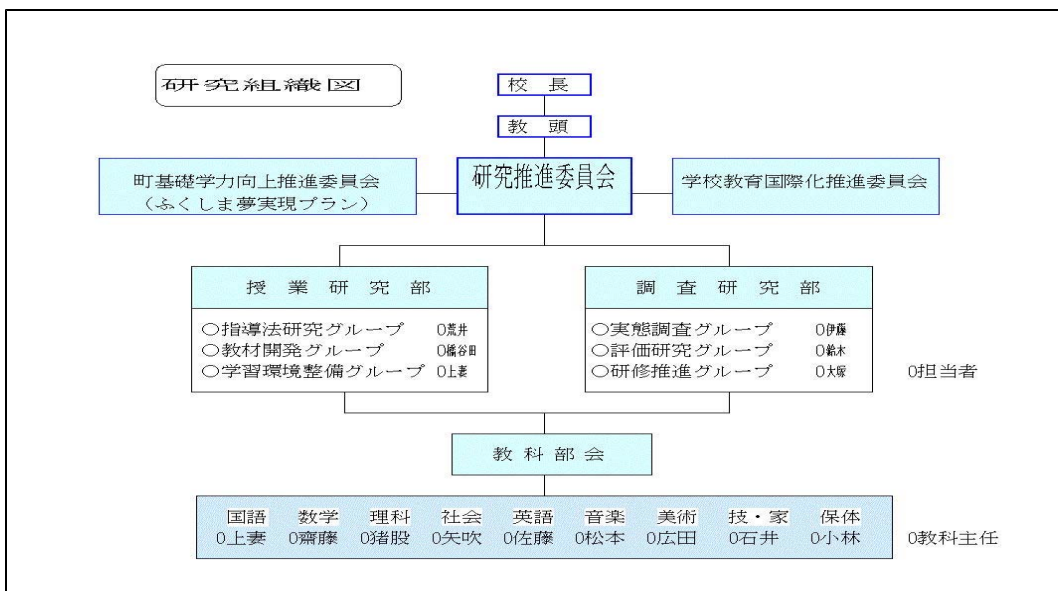 研究組織図
校長
教頭
研究推進委員会
町基礎学力向上推進委員会
（ふくしま夢実現プラン）
学校教育国際化推進委員会
授業研究部
○指導法研究グループ 0荒井
○教材開発グループ 0橋谷田
○学習環境整備グループ 0上妻
調査研究部
○実態調査グループ 0伊藤
○評価研究グループ 0鈴木
○研修推進グループ 0大塚
0担当者
教科部会
国語 数学 理科 社会 英語 音楽 美術 技・家 保体
0上妻 0齋藤 0猪股 0矢吹 0佐藤 0松本 0広田 0石井 0小林
0教科主任